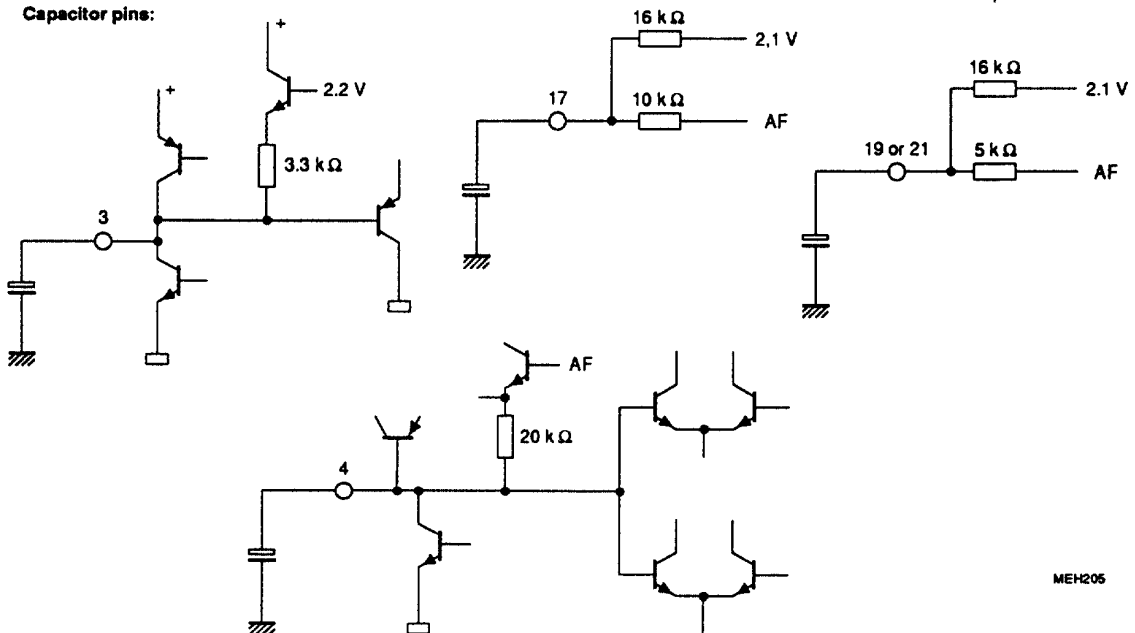 Capacitor pins:
+
+
2.2 V
3.3 kΩ
3
16 kΩ
2,1 V
17
10 kΩ
AF
16 kΩ
2.1 V
19 or 21
5 kΩ
AF
AF
20 kΩ
4
MEH205